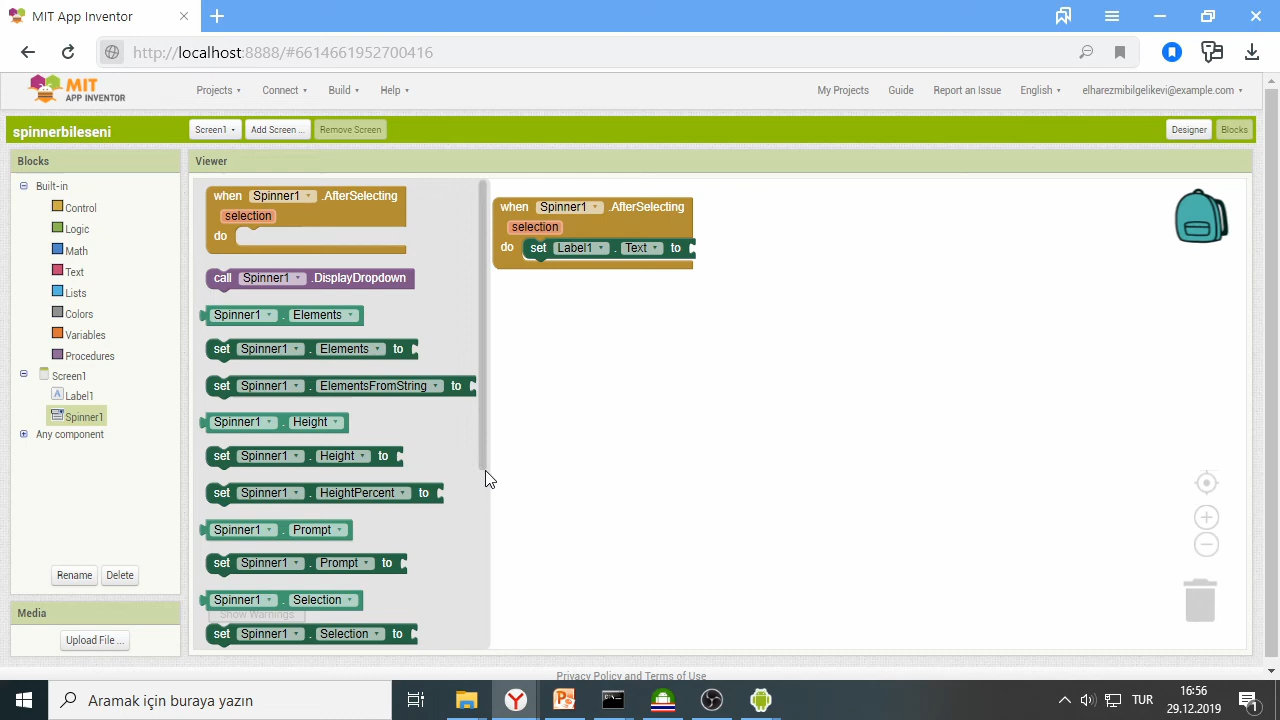 MIT App Inventor
http://localhost:8888/#6614661952700416
MIT
APP INVENTOR
Projects
Connect
Build
Help
My Projects
Guide
Report an Issue
English
elharezmibilgelikevi@example.com
spinnerbileseni
Screen1
Add Screen ...
Remove Screen
Designer
Blocks
Blocks
Viewer
Built-in
Control
Logic
Math
Text
Lists
Colors
Variables
Procedures
Screen1
Label1
Spinner1
Any component
Rename
Delete
Media
Upload File ...
when Spinner1 .AfterSelecting
selection
do
call Spinner1 .DisplayDropdown
Spinner1 . Elements
set Spinner1 . Elements to
set Spinner1 . ElementsFromString to
Spinner1 . Height
set Spinner1 . Height to
set Spinner1 . HeightPercent to
Spinner1 . Prompt
set Spinner1 . Prompt to
Spinner1 . Selection
Show Warnings
set Spinner1 . Selection to
when Spinner1 .AfterSelecting
selection
do set Label1 . Text to
Privacy Policy and Terms of Use
Aramak için buraya yazın
TUR
16:56
29.12.2019
1